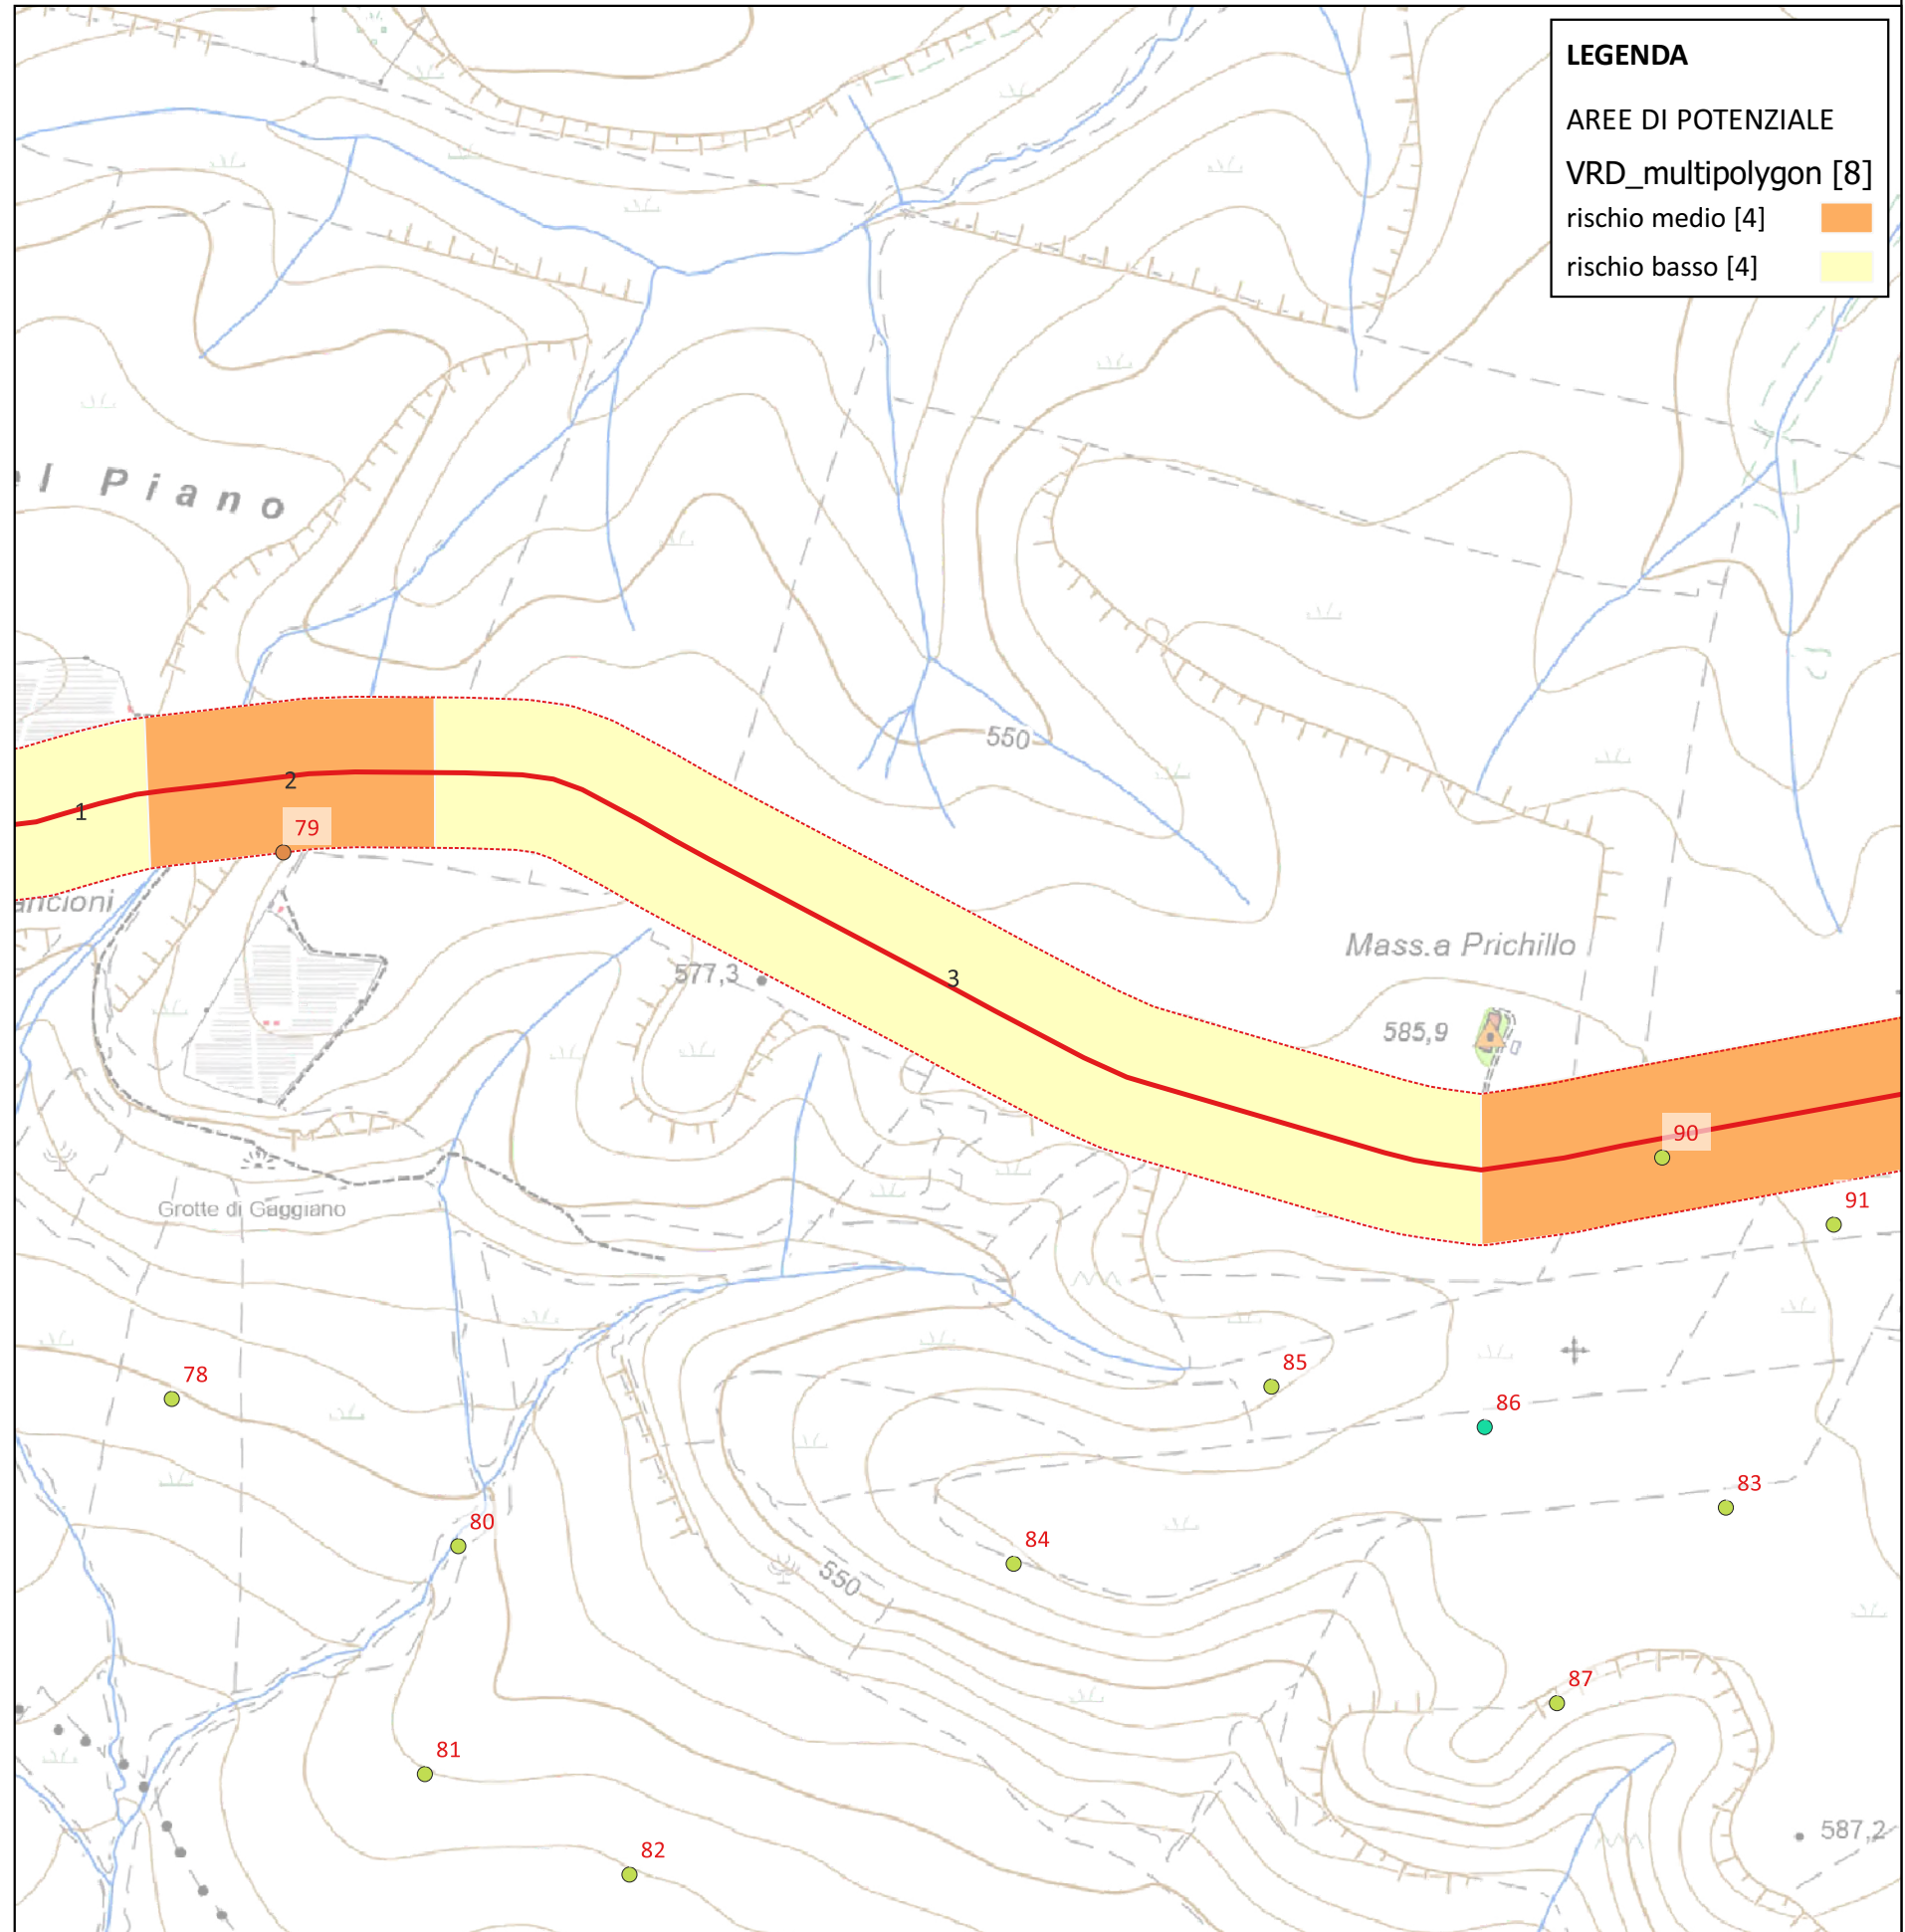 LEGENDA
AREE DI POTENZIALE
VRD_multipolygon [8]
rischio medio [4]
rischio basso [4]
l Piano
550
2
1
79
577,3
3
Mass.a Prichillo
585,9
90
91
Grotte di Gaggiano
78
85
86
83
80
84
550
87
81
587,2
82